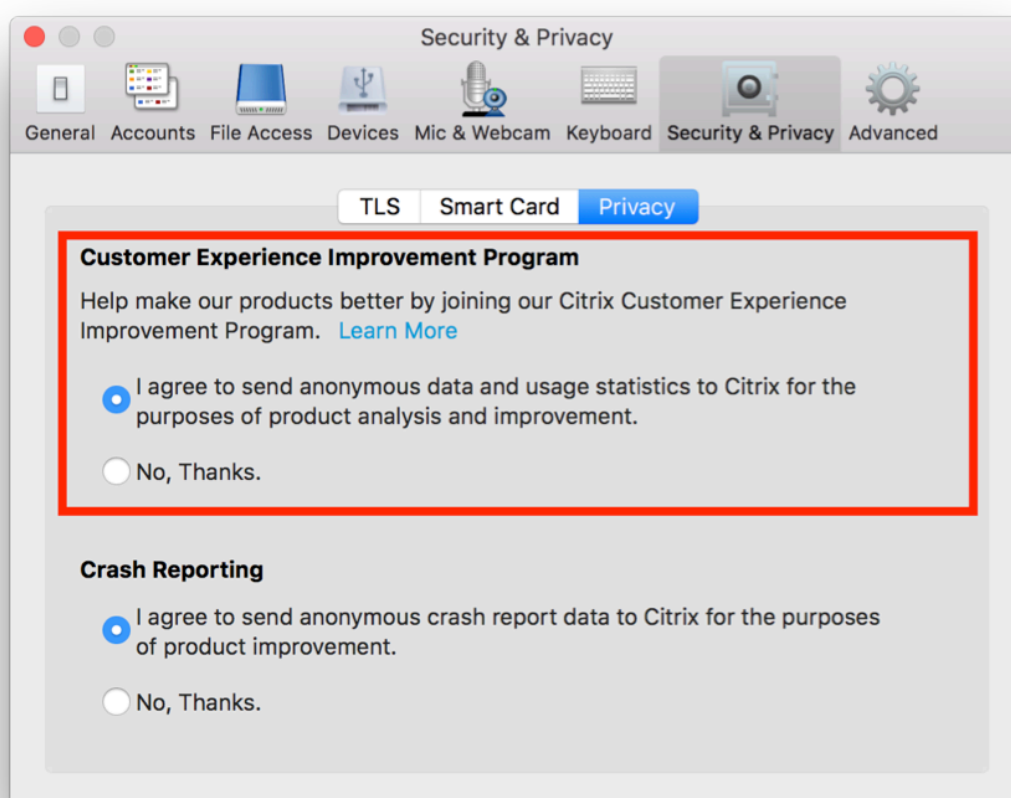 Security & Privacy
General Accounts File Access Devices Mic & Webcam Keyboard Security & Privacy Advanced
TLS Smart Card Privacy
Customer Experience Improvement Program
Help make our products better by joining our Citrix Customer Experience
Improvement Program. Learn More
I agree to send anonymous data and usage statistics to Citrix for the
purposes of product analysis and improvement.
No, Thanks.
Crash Reporting
I agree to send anonymous crash report data to Citrix for the purposes
of product improvement.
No, Thanks.